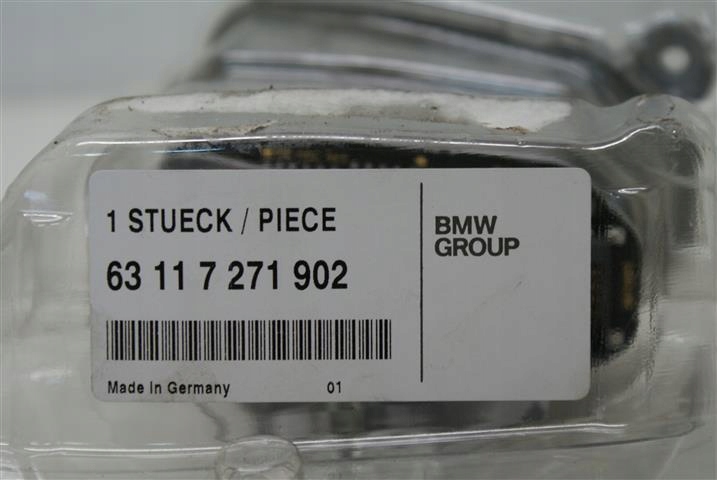 1 STUECK / PIECE
63 11 7 271 902
Made In Germany 01
BMW
GROUP